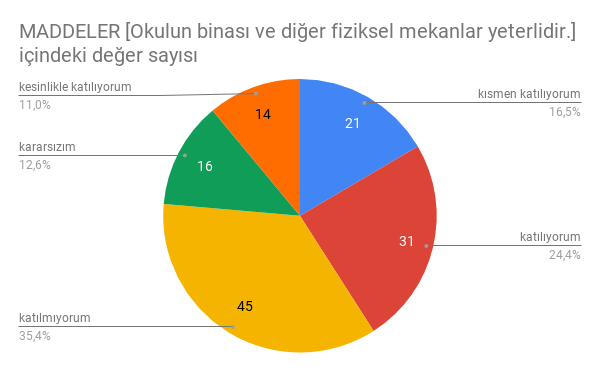 MADDELER [Okulun binası ve diğer fiziksel mekanlar yeterlidir.]
içindeki değer sayısı
kesinlikle katılıyorum
11,0%
kararsızım
12,6%
katılmıyorum
35,4%
kısmen katılıyorum
16,5%
katılıyorum
24,4%
14
21
16
31
45